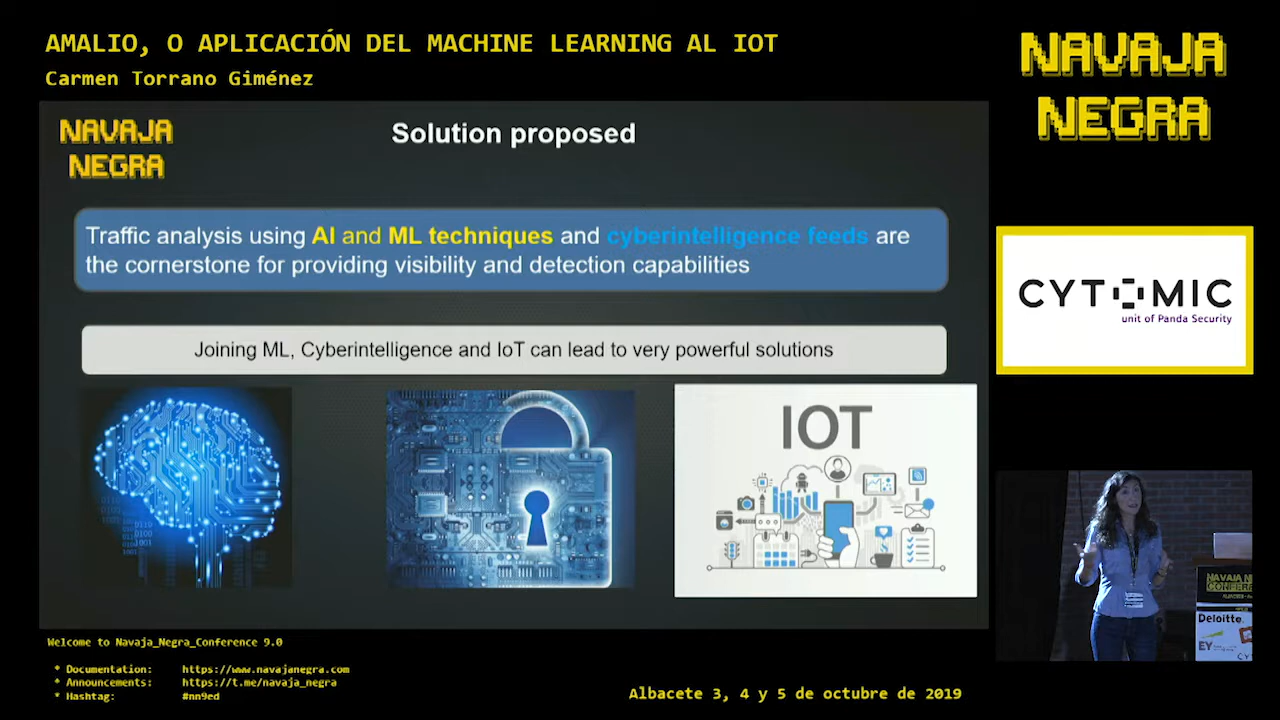 AMALIO, O APLICACIÓN DEL MACHINE LEARNING AL IOT
Carmen Torrano Giménez
NAVAJA
NEGRA
NAVAJA
NEGRA
Solution proposed
Traffic analysis using AI and ML techniques and cyberintelligence feeds are
the cornerstone for providing visibility and detection capabilities
Joining ML, Cyberintelligence and IoT can lead to very powerful solutions
IOT
CYTOMIC
unit of Panda Security
Deloitte.
EY
Welcome to Navaja_Negra_Conference 9.0
* Documentation: https://www.navajanegra.com
* Announcements: https://t.me/navaja_negra
* Hashtag: #nn9ed
Albacete 3, 4 y 5 de octubre de 2019